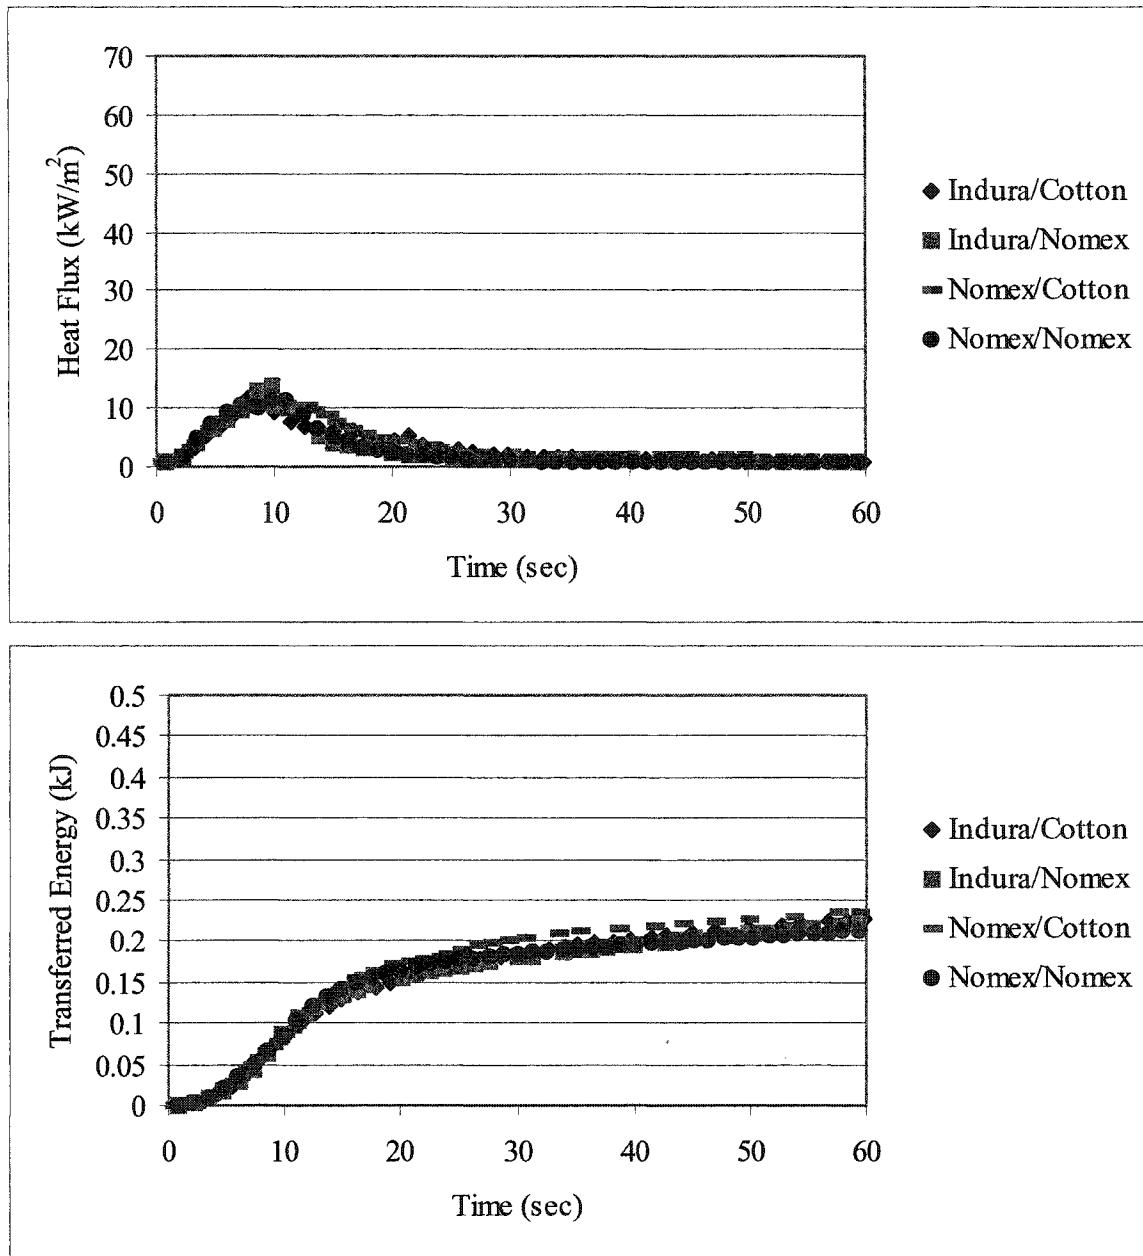 70
60
50
40
30
20
10
0
Heat Flux (kW/m²)
0 10 20 30 40 50 60
Time (sec)
Indura/Cotton
Indura/Nomex
Nomex/Cotton
Nomex/Nomex
0.5
0.45
0.4
0.35
0.3
0.25
0.2
0.15
0.1
0.05
0
Transferred Energy (kJ)
0 10 20 30 40 50 60
Time (sec)
Indura/Cotton
Indura/Nomex
Nomex/Cotton
Nomex/Nomex